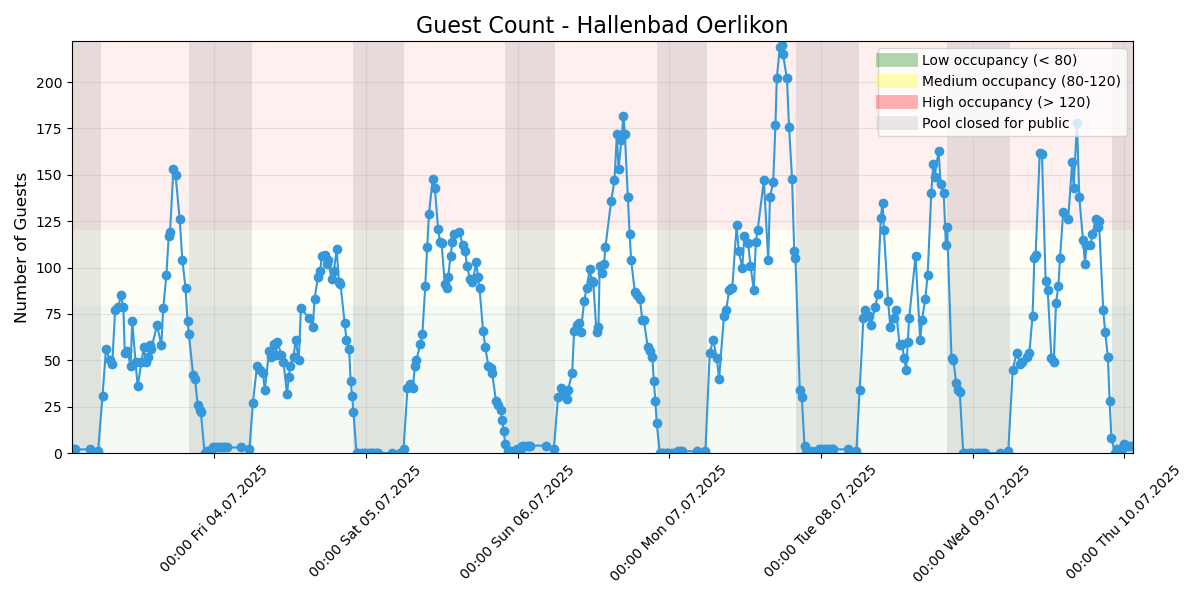 Guest Count - Hallenbad Oerlikon
Number of Guests
200
175
150
125
100
75
50
25
0
Low occupancy (< 80)
Medium occupancy (80-120)
High occupancy (> 120)
Pool closed for public
00:00 Fri 04.07.2025
00:00 Sat 05.07.2025
00:00 Sun 06.07.2025
00:00 Mon 07.07.2025
00:00 Tue 08.07.2025
00:00 Wed 09.07.2025
00:00 Thu 10.07.2025